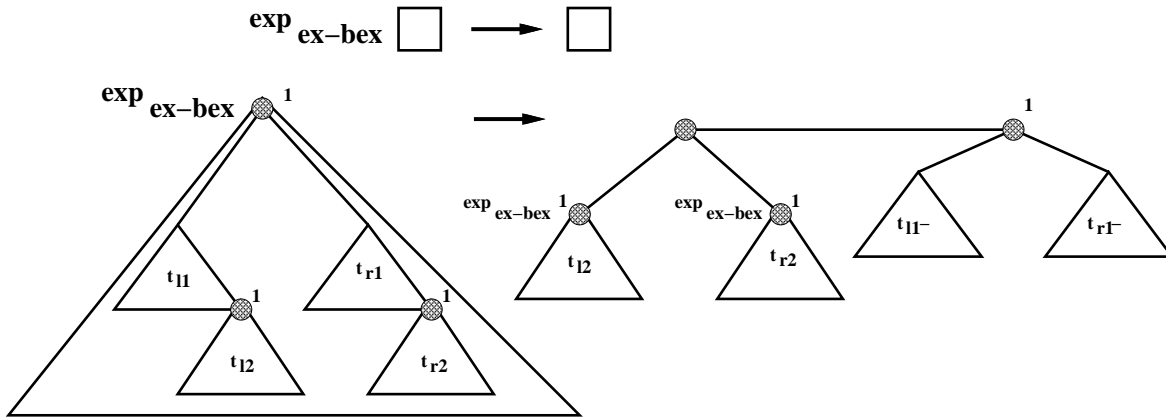 exp ex−bex
exp ex−bex 1
1
exp ex−bex 1
exp ex−bex 1
t l1− t r1−
t l1 t r1
t l2 t r2
1 1
t l2 t r2